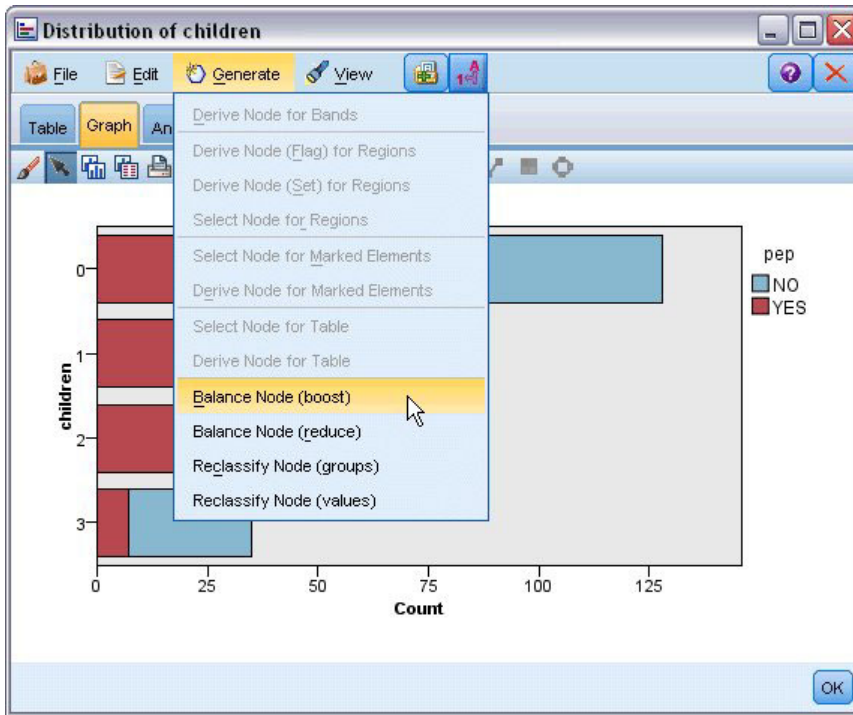 Distribution of children
File Edit Generate View
Table Graph An
Derive Node for Bands
Derive Node (Flag) for Regions
Derive Node (Set) for Regions
Select Node for Regions
Select Node for Marked Elements
Derive Node for Marked Elements
Select Node for Table
Derive Node for Table
Balance Node (boost)
Balance Node (reduce)
Reclassify Node (groups)
Reclassify Node (values)
children
0
1
2
3
0 25 50 75 100 125
Count
pep
NO
YES
OK